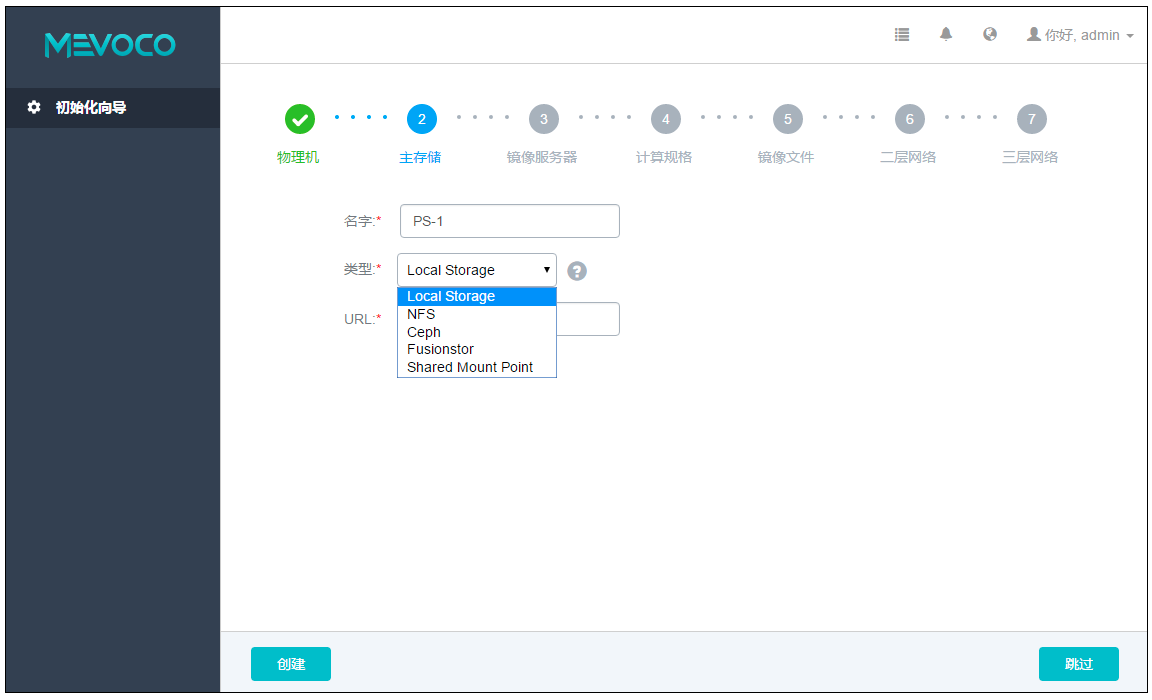 MEVOCO
你好, admin
初始化向导
2 3 4 5 6 7
物理机 主存储 镜像服务器 计算规格 镜像文件 二层网络 三层网络
名字:* PS-1
类型:* Local Storage ?
Local Storage
NFS
URL:*
Ceph
Fusionstor
Shared Mount Point
创建 跳过